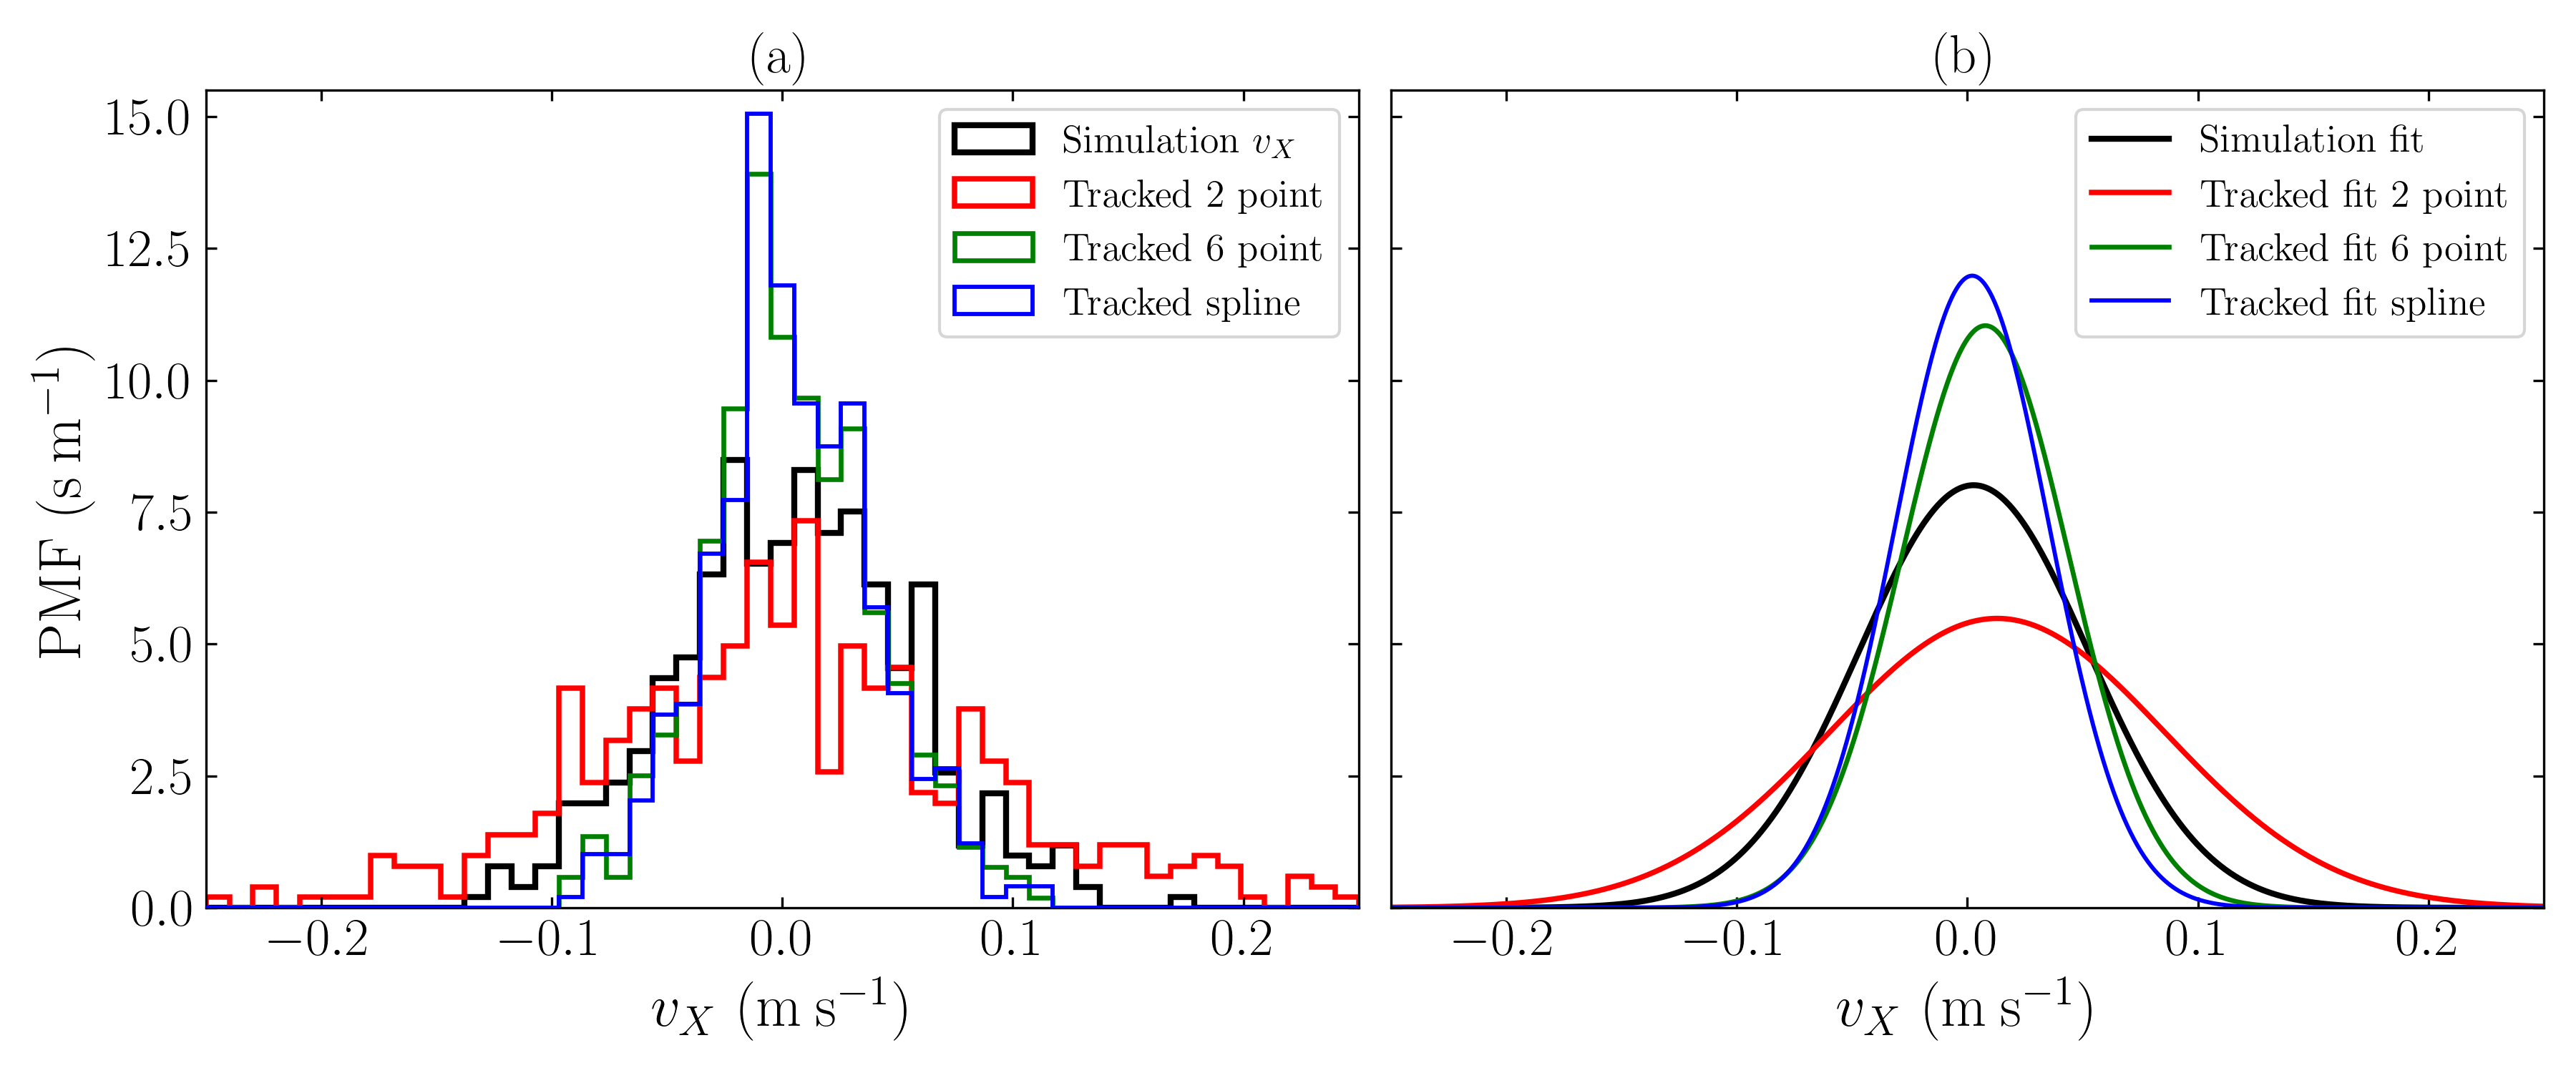 (a)
(b)
15.0
12.5
10.0
7.5
5.0
2.5
0.0
PMF (s m⁻¹)
Simulation v_X
Tracked 2 point
Tracked 6 point
Tracked spline
Simulation fit
Tracked fit 2 point
Tracked fit 6 point
Tracked fit spline
−0.2 −0.1 0.0 0.1 0.2
−0.2 −0.1 0.0 0.1 0.2
v_X (m s⁻¹)
v_X (m s⁻¹)